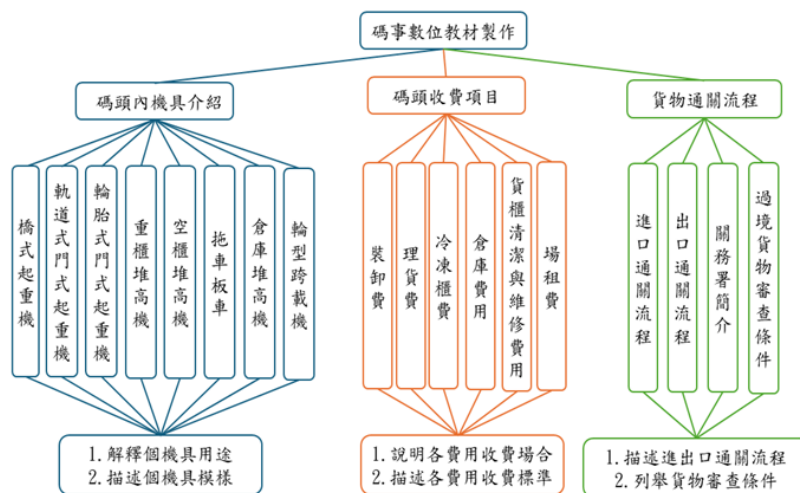 碼事數位教材製作
碼頭內機具介紹
碼頭收費項目
貨物通關流程
橋式起重機
軌道式門式起重機
輪胎式門式起重機
重櫃堆高機
空櫃堆高機
拖車板車
倉庫堆高機
輪型跨載機
裝卸費
理貨費
冷凍櫃費
倉庫費用
貨櫃清潔與維修費用
場租費
進口通關流程
出口通關流程
關務署簡介
過境貨物審查條件
1.解釋個機具用途
2.描述個機具模樣
1.說明各費用收費場合
2.描述各費用收費標準
1.描述進出口通關流程
2.列舉貨物審查條件